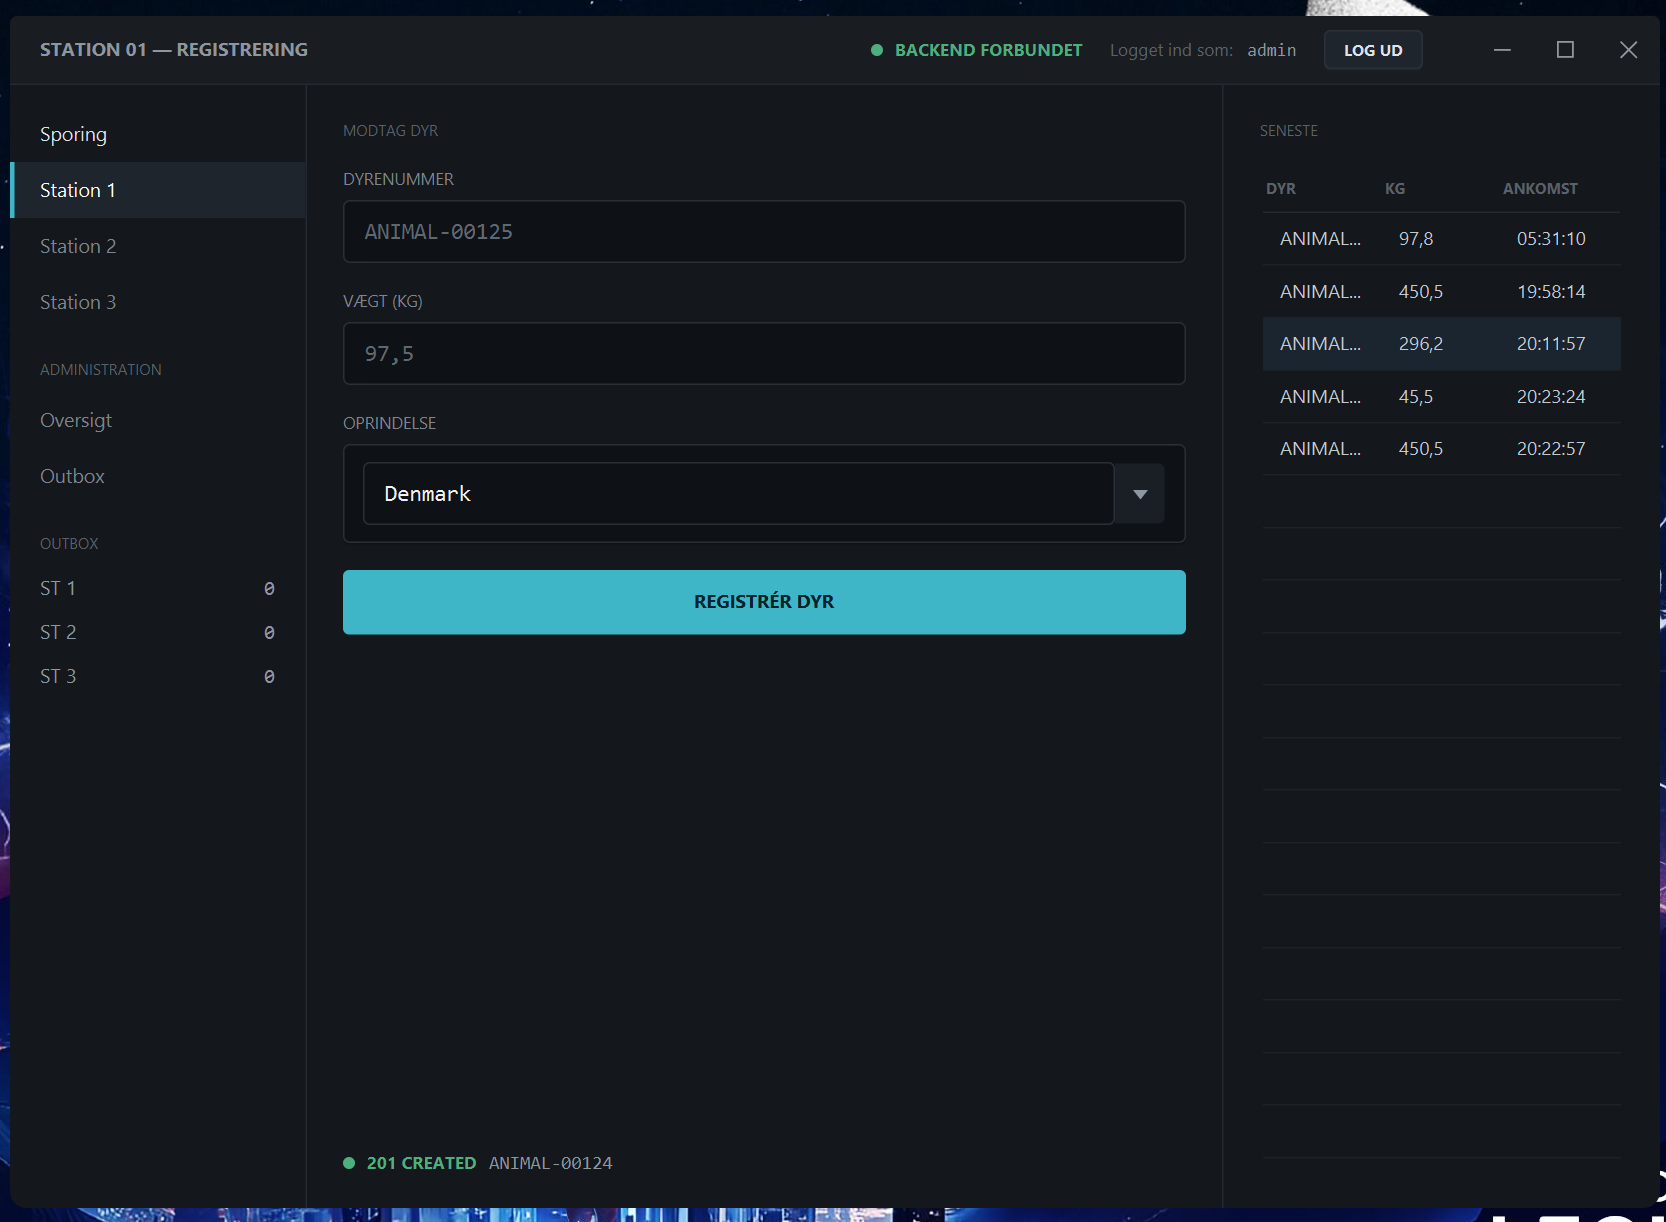 STATION 01 — REGISTRERING
BACKEND FORBUNDET
Logget ind som: admin
LOG UD
Sporing
Station 1
Station 2
Station 3
ADMINISTRATION
Oversigt
Outbox
OUTBOX
ST 1 0
ST 2 0
ST 3 0
MODTAG DYR
DYRENUMMER
ANIMAL-00125
VÆGT (KG)
97,5
OPRINDELSE
Denmark
REGISTRÉR DYR
201 CREATED ANIMAL-00124
SENESTE
DYR KG ANKOMST
ANIMAL... 97,8 05:31:10
ANIMAL... 450,5 19:58:14
ANIMAL... 296,2 20:11:57
ANIMAL... 45,5 20:23:24
ANIMAL... 450,5 20:22:57